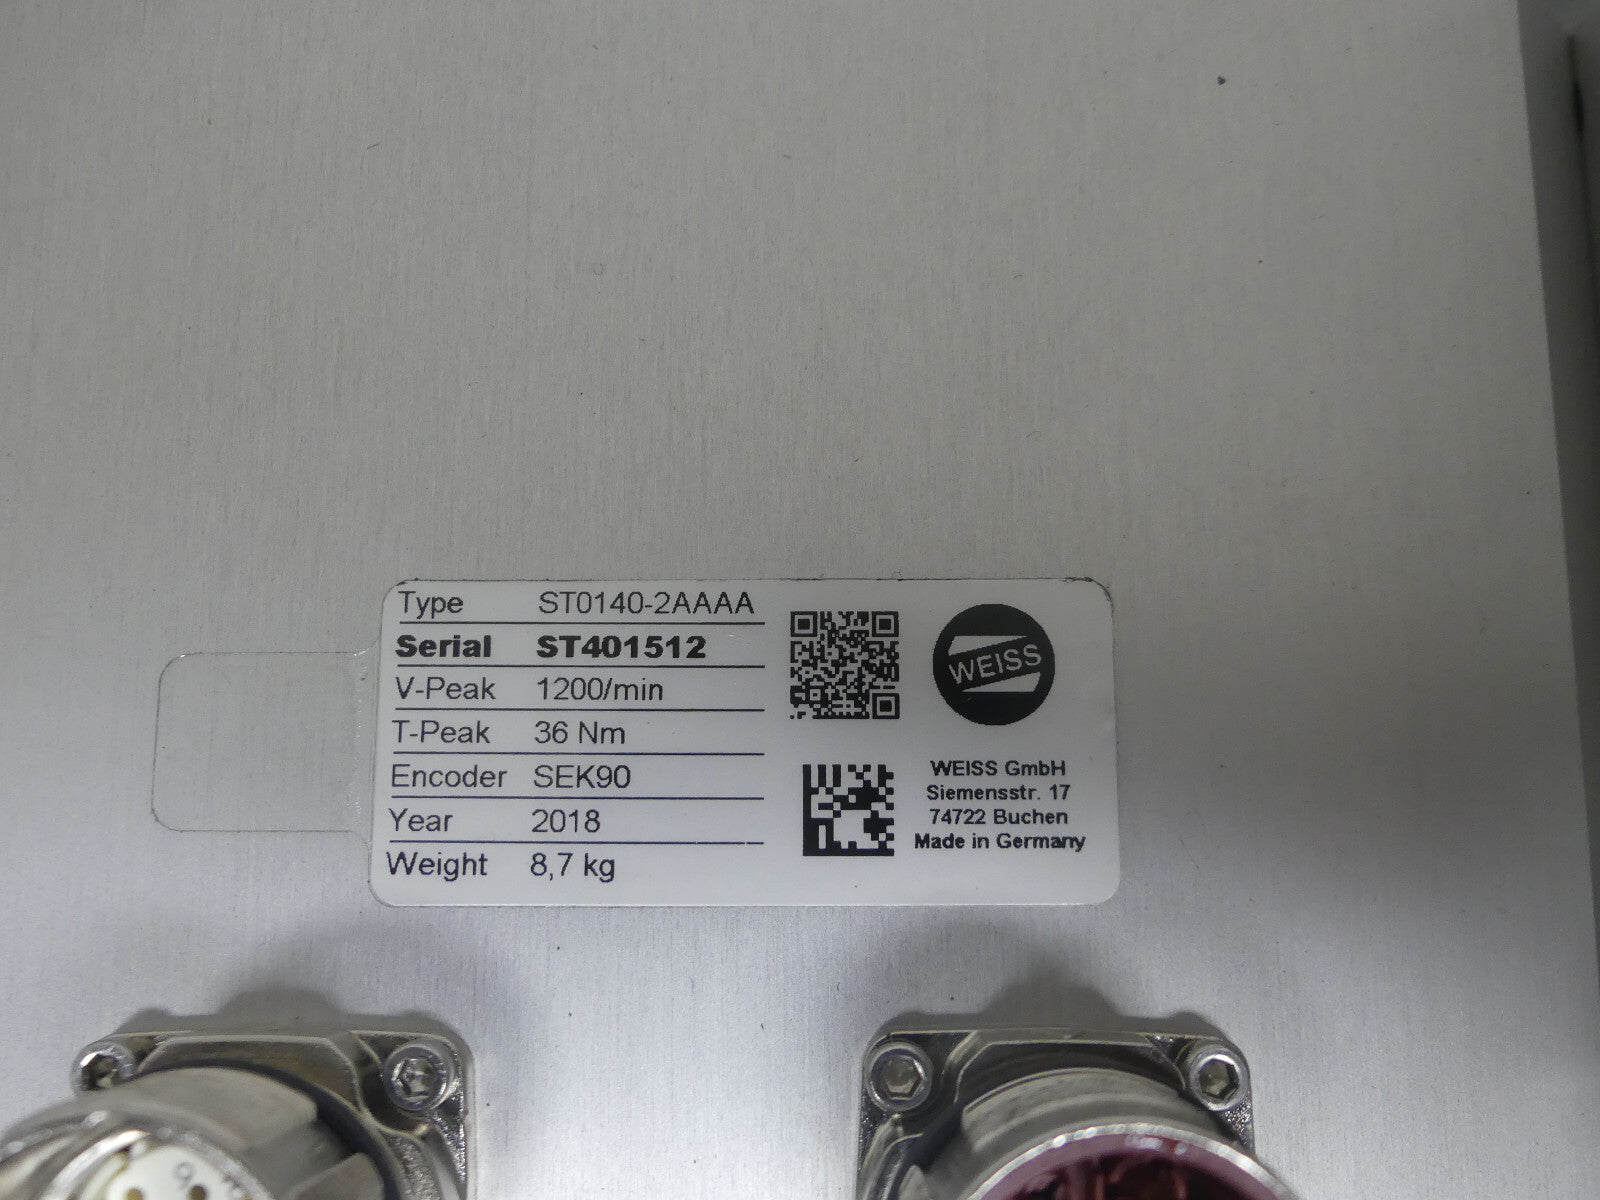 Type ST0140-2AAAA
Serial ST401512
V-Peak 1200/min
T-Peak 36 Nm
Encoder SEK90
Year 2018
Weight 8,7 kg
WEISS
WEISS GmbH
Siemensstr. 17
74722 Buchen
Made in Germany